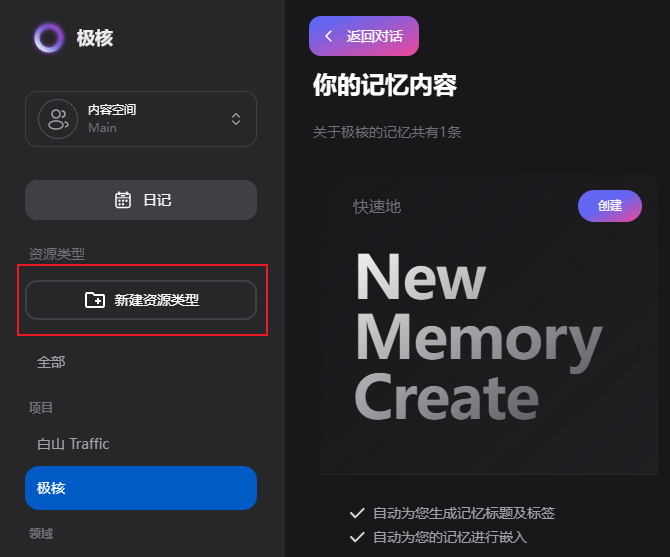 极核
内容空间
Main
日记
资源类型
新建资源类型
全部
项目
白山 Traffic
极核
领域
返回对话
你的记忆内容
关于极核的记忆共有1条
快速地
创建
New
Memory
Create
自动为您生成记忆标题及标签
自动为您的记忆进行嵌入